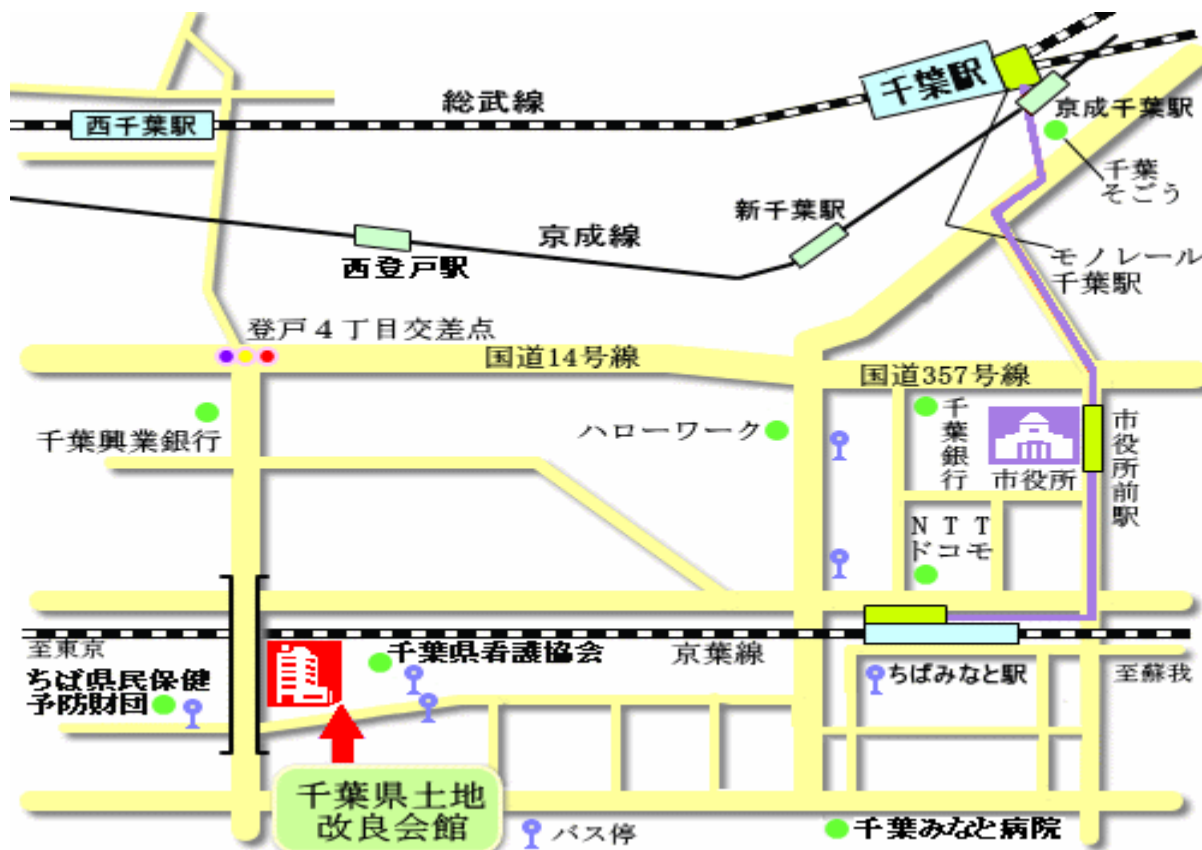 総武線
千葉駅
西千葉駅
京成千葉駅
千葉
そごう
新千葉駅
京成線
西登戸駅
モノレール
千葉駅
登戸4丁目交差点
国道14号線
国道357号線
千葉興業銀行
ハローワーク
千葉銀行
市役所
市役所前駅
NTT
ドコモ
至東京
千葉県看護協会
京葉線
ちばみなと駅
至蘇我
ちば県民保健
予防財団
千葉県土地
改良会館
バス停
千葉みなと病院